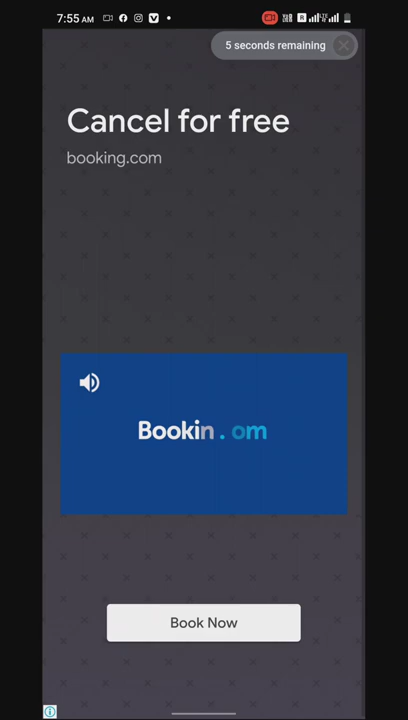 7:55 AM
5 seconds remaining
Cancel for free
booking.com
Bookin . om
Book Now